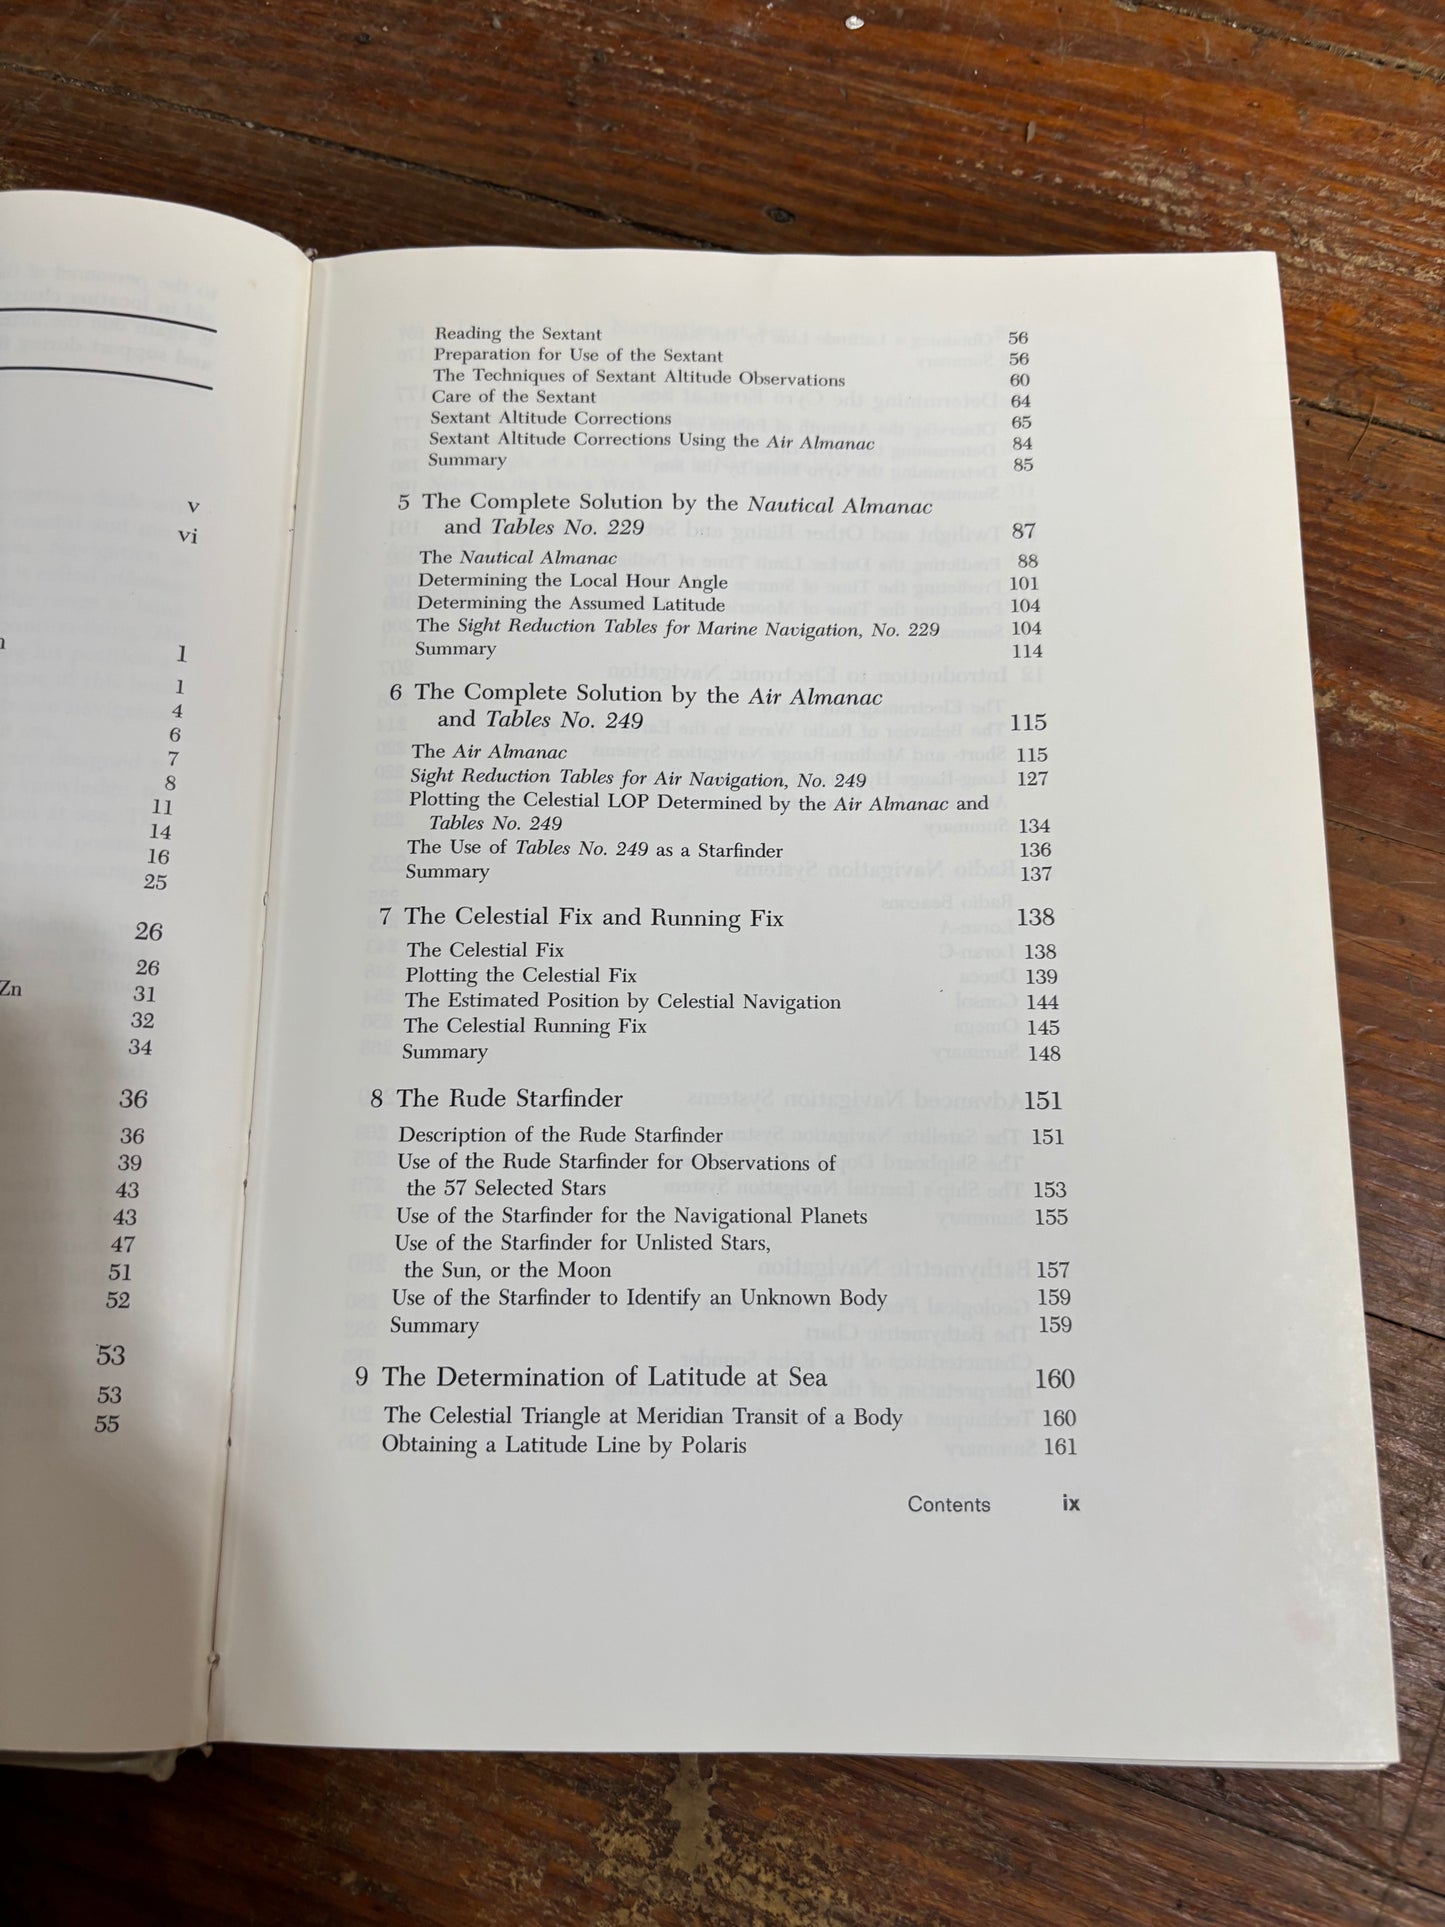 v
vi
1
1
4
6
7
8
11
14
16
25
26
26
Zn 31
32
34
36
36
39
43
43
47
51
52
53
53
55
Reading the Sextant 56
Preparation for Use of the Sextant 56
The Techniques of Sextant Altitude Observations 60
Care of the Sextant 64
Sextant Altitude Corrections 65
Sextant Altitude Corrections Using the Air Almanac 84
Summary 85
5 The Complete Solution by the Nautical Almanac
and Tables No. 229 87
The Nautical Almanac 88
Determining the Local Hour Angle 101
Determining the Assumed Latitude 104
The Sight Reduction Tables for Marine Navigation, No. 229 104
Summary 114
6 The Complete Solution by the Air Almanac
and Tables No. 249 115
The Air Almanac 115
Sight Reduction Tables for Air Navigation, No. 249 127
Plotting the Celestial LOP Determined by the Air Almanac and
Tables No. 249 134
The Use of Tables No. 249 as a Starfinder 136
Summary 137
7 The Celestial Fix and Running Fix 138
The Celestial Fix 138
Plotting the Celestial Fix 139
The Estimated Position by Celestial Navigation 144
The Celestial Running Fix 145
Summary 148
8 The Rude Starfinder 151
Description of the Rude Starfinder 151
Use of the Rude Starfinder for Observations of
the 57 Selected Stars 153
Use of the Starfinder for the Navigational Planets 155
Use of the Starfinder for Unlisted Stars,
the Sun, or the Moon 157
Use of the Starfinder to Identify an Unknown Body 159
Summary 159
9 The Determination of Latitude at Sea 160
The Celestial Triangle at Meridian Transit of a Body 160
Obtaining a Latitude Line by Polaris 161
Contents ix